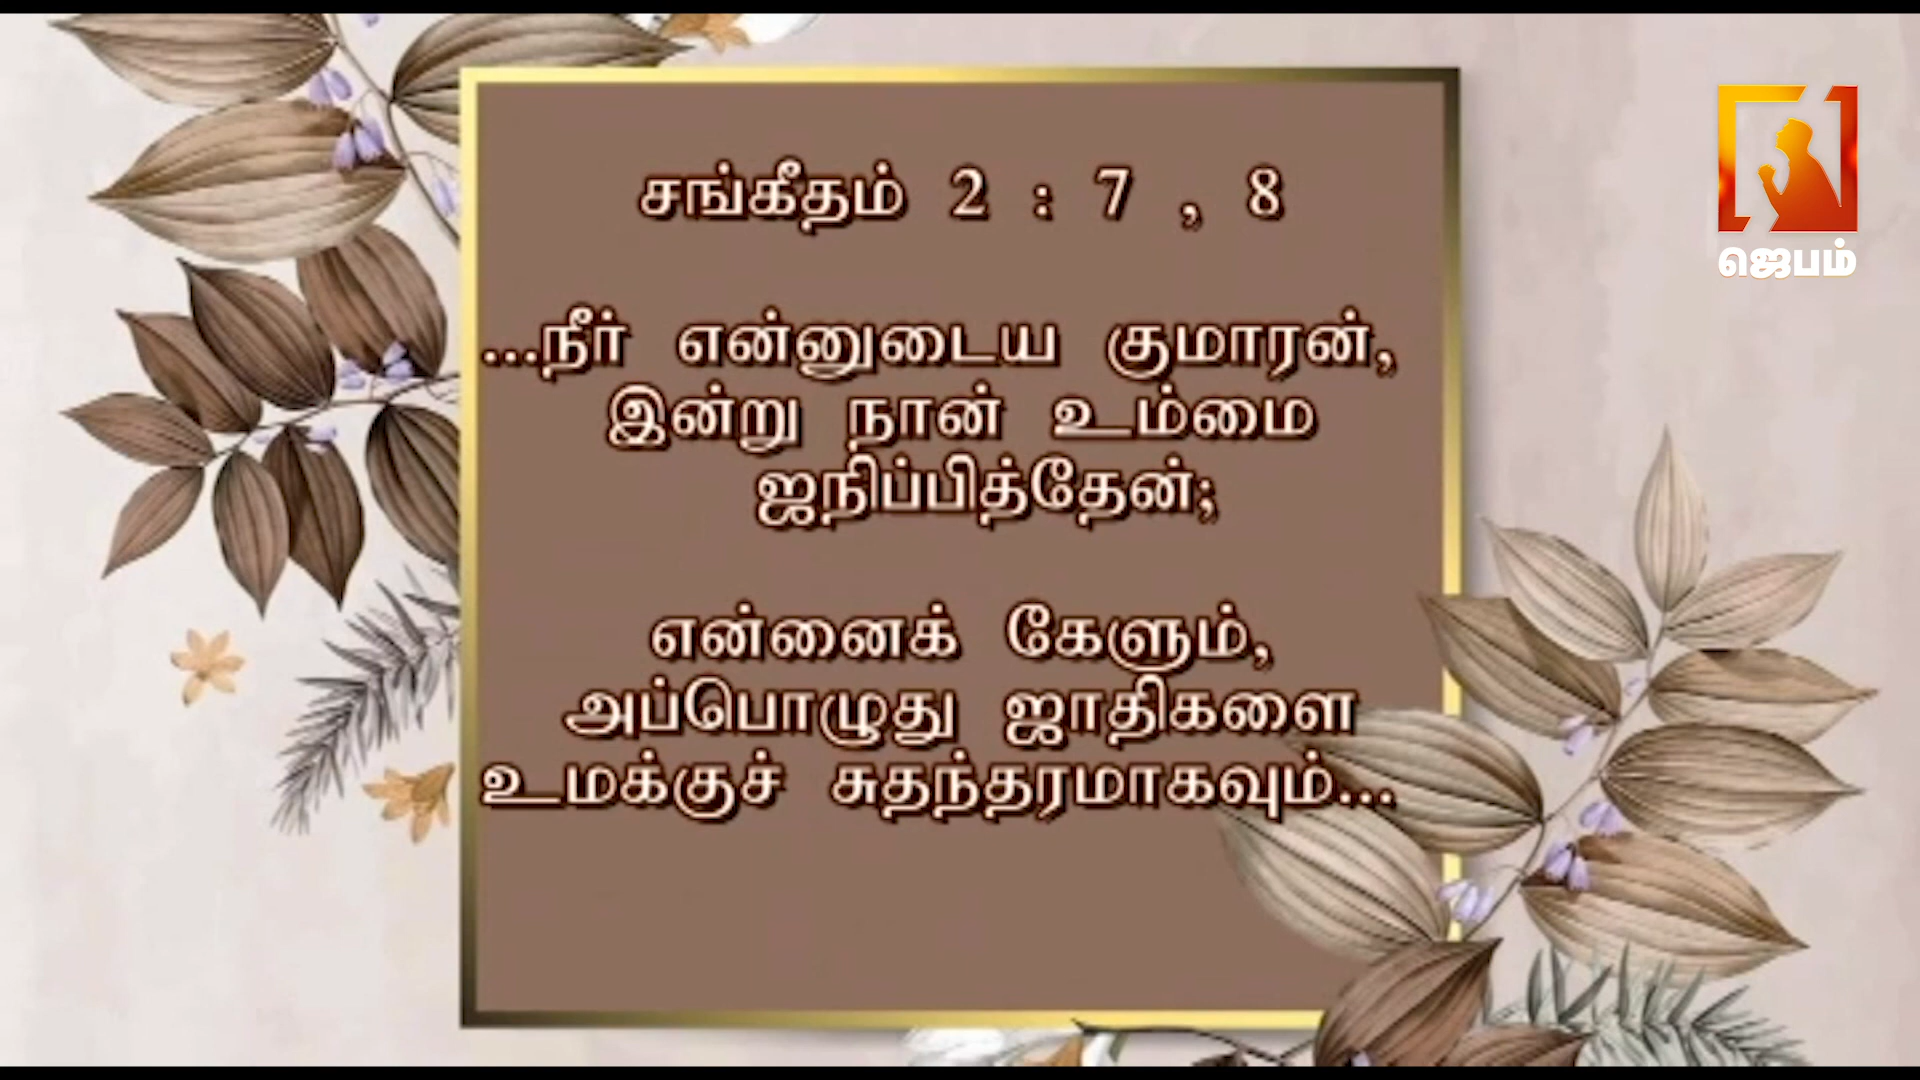 சங்கீதம் 2 : 7 , 8
...நீர் என்னுடைய குமாரன்,
இன்று நான் உம்மை
ஜநிப்பித்தேன்;
என்னைக் கேளும்,
அப்பொழுது ஜாதிகளை
உமக்குச் சுதந்தரமாகவும்...
ஜெபம்